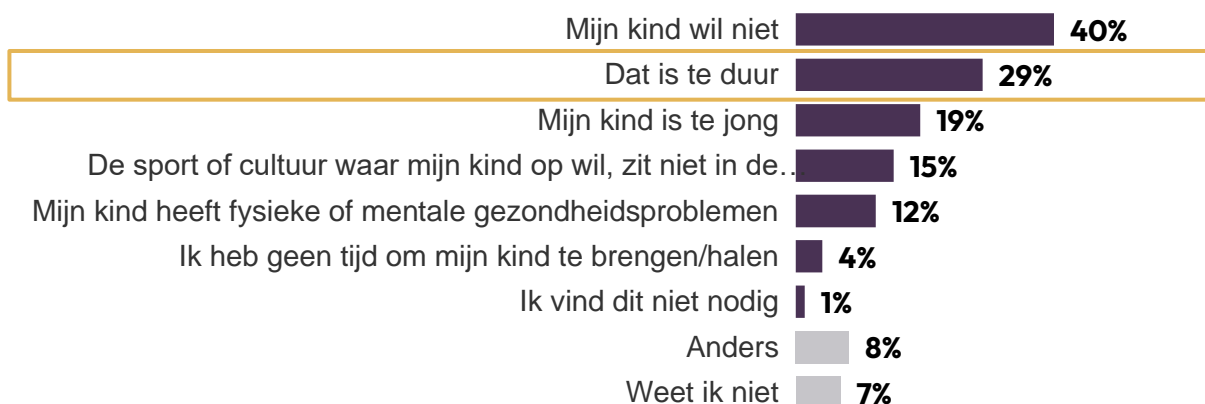 Mijn kind wil niet 40%
Dat is te duur 29%
Mijn kind is te jong 19%
De sport of cultuur waar mijn kind op wil, zit niet in de… 15%
Mijn kind heeft fysieke of mentale gezondheidsproblemen 12%
Ik heb geen tijd om mijn kind te brengen/halen 4%
Ik vind dit niet nodig 1%
Anders 8%
Weet ik niet 7%